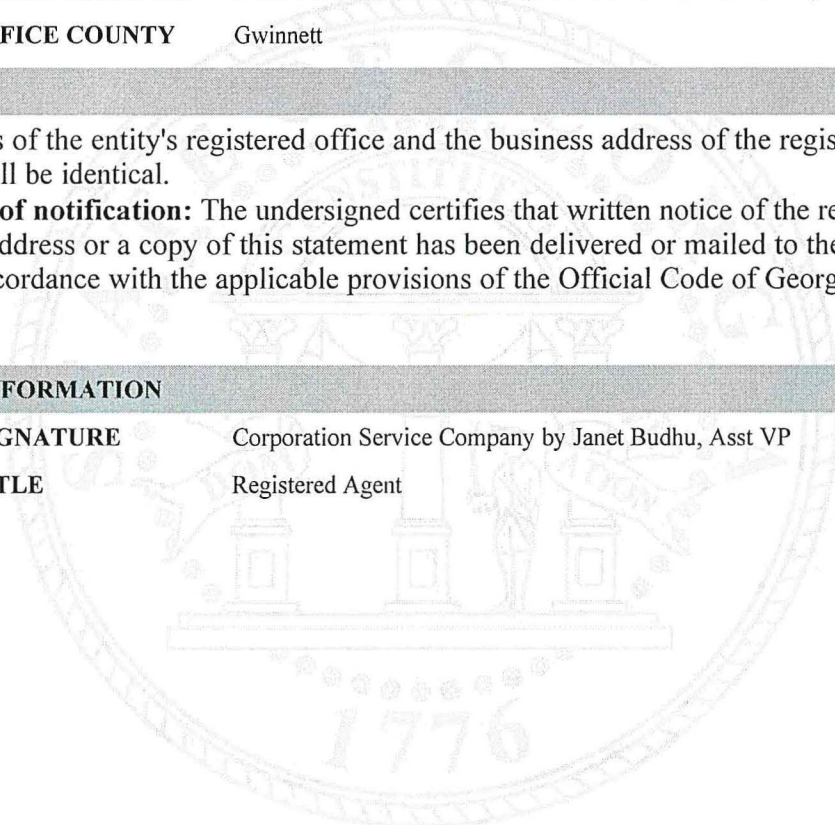 FICE COUNTY Gwinnett
s of the entity's registered office and the business address of the regis
ll be identical.
of notification: The undersigned certifies that written notice of the re
ddress or a copy of this statement has been delivered or mailed to the
cordance with the applicable provisions of the Official Code of Georg
FORMATION
GNATURE Corporation Service Company by Janet Budhu, Asst VP
TLE Registered Agent
1776